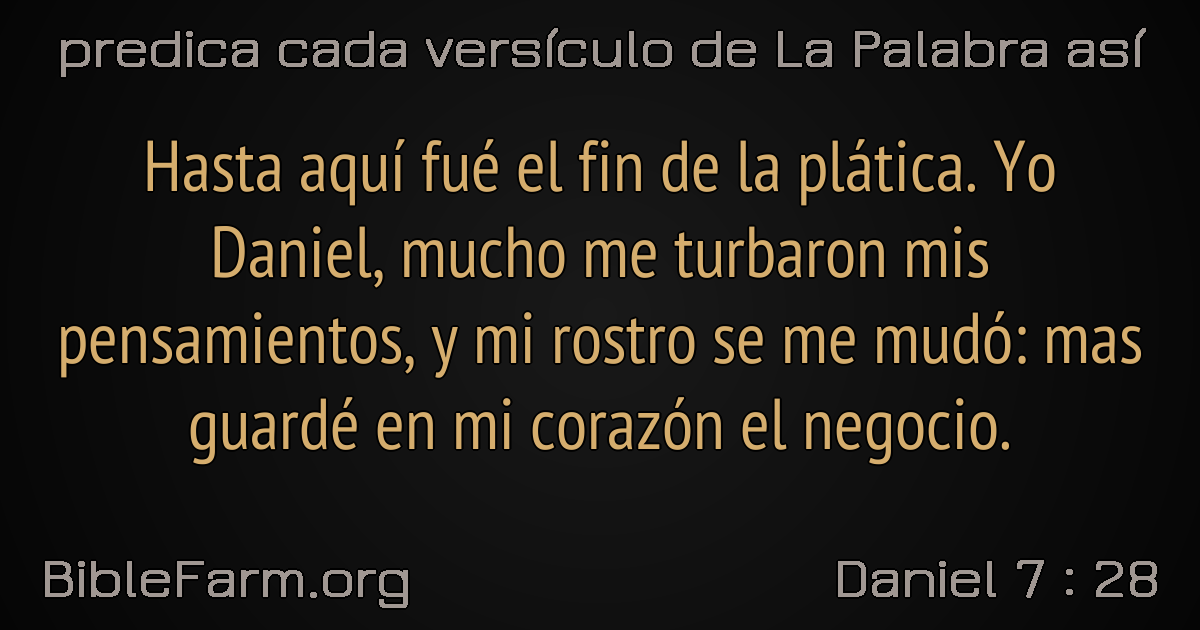 predica cada versículo de La Palabra así
Hasta aquí fué el fin de la plática. Yo
Daniel, mucho me turbaron mis
pensamientos, y mi rostro se me mudó: mas
guardé en mi corazón el negocio.
BibleFarm.org
Daniel 7 : 28